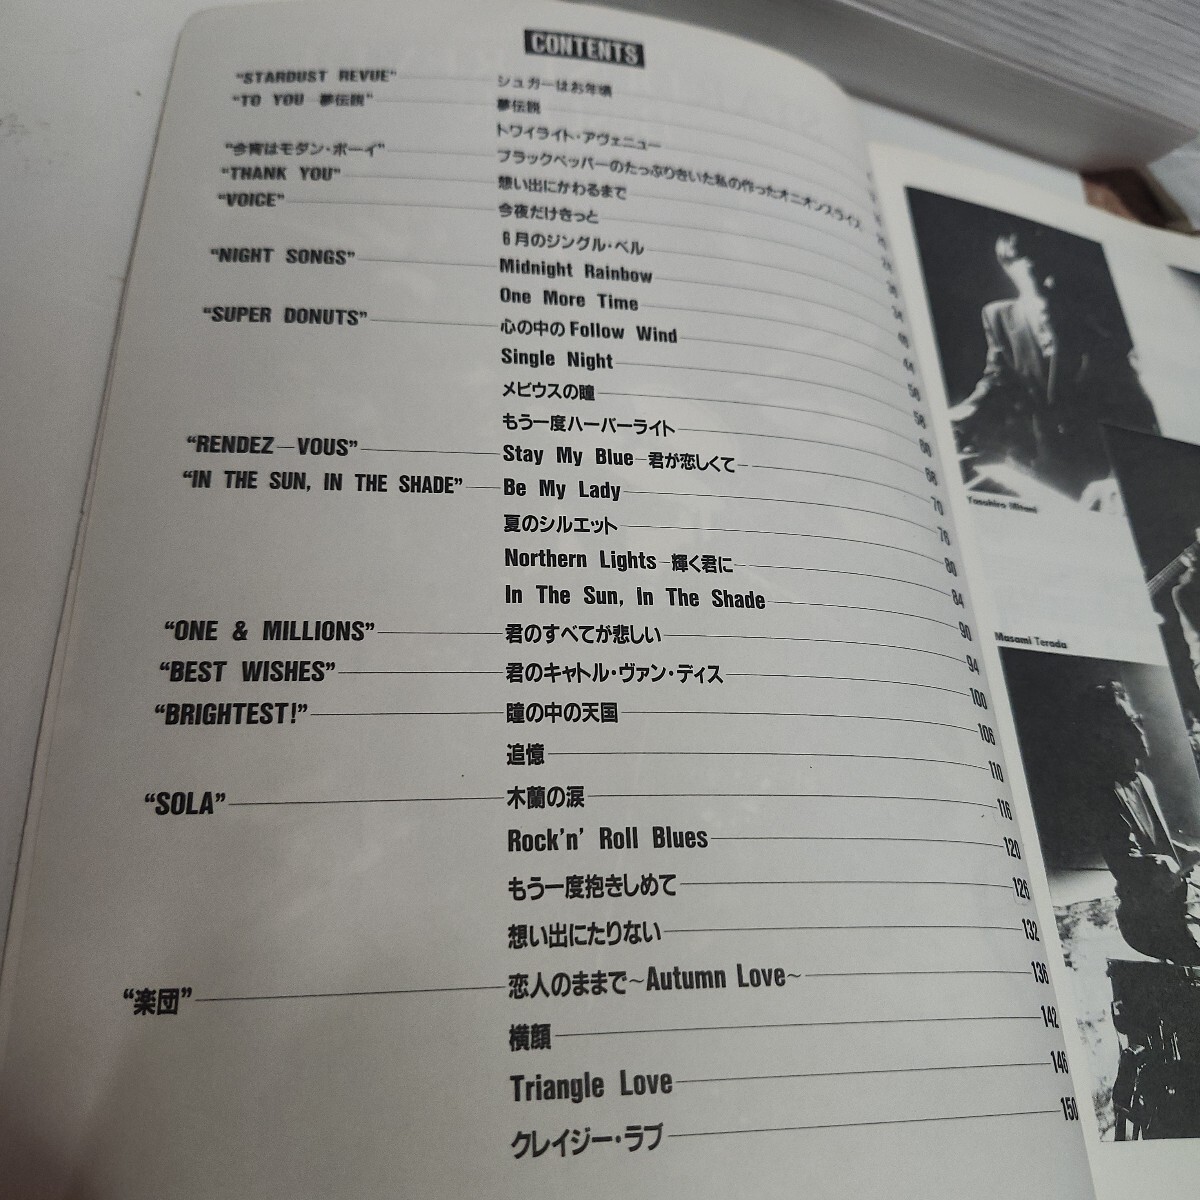 CONTENTS
“STARDUST REVUE” シュガーはお年頃
“TO YOU 夢伝説” 夢伝説
トワイライト・アヴェニュー
“今宵はモダン・ボーイ” ブラックペッパーのたっぷりきいた私の作ったオニオンスライス
“THANK YOU” 想い出にかわるまで
“VOICE” 今夜だけきっと
6月のジングル・ベル
“NIGHT SONGS” Midnight Rainbow
One More Time
“SUPER DONUTS” 心の中のFollow Wind
Single Night
メビウスの瞳
もう一度ハーバーライト
“RENDEZ-VOUS” Stay My Blue-君が恋しくて-
“IN THE SUN, IN THE SHADE” Be My Lady 70
夏のシルエット 76
Northern Lights-輝く君に- 80
In The Sun, in The Shade 84
“ONE & MILLIONS” 君のすべてが悲しい 90
“BEST WISHES” 君のキャトル・ヴァン・ディス 94
“BRIGHTEST!” 瞳の中の天国 100
追憶 106
“SOLA” 木蘭の涙 110
Rock'n' Roll Blues 116
もう一度抱きしめて 120
想い出にたりない 126
“楽団” 恋人のままで~Autumn Love~ 132
横顔 136
Triangle Love 142
クレイジー・ラブ 146
150
Yasuhiro Mitani
Masami Terada